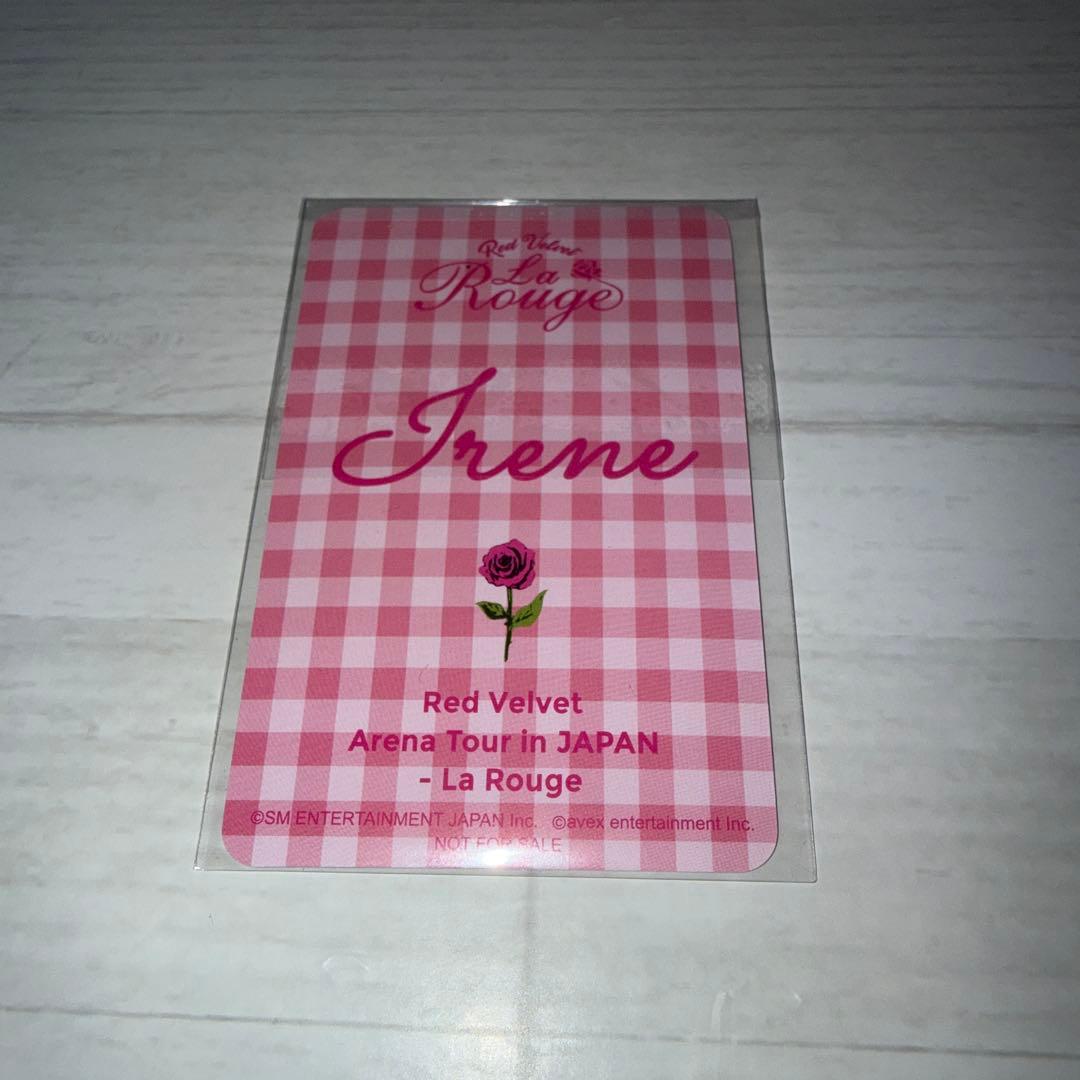 Red Velvet
La
Rouge
Irene
Red Velvet
Arena Tour in JAPAN
- La Rouge
©SM ENTERTAINMENT JAPAN Inc. ©avex entertainment Inc.
NOT FOR SALE